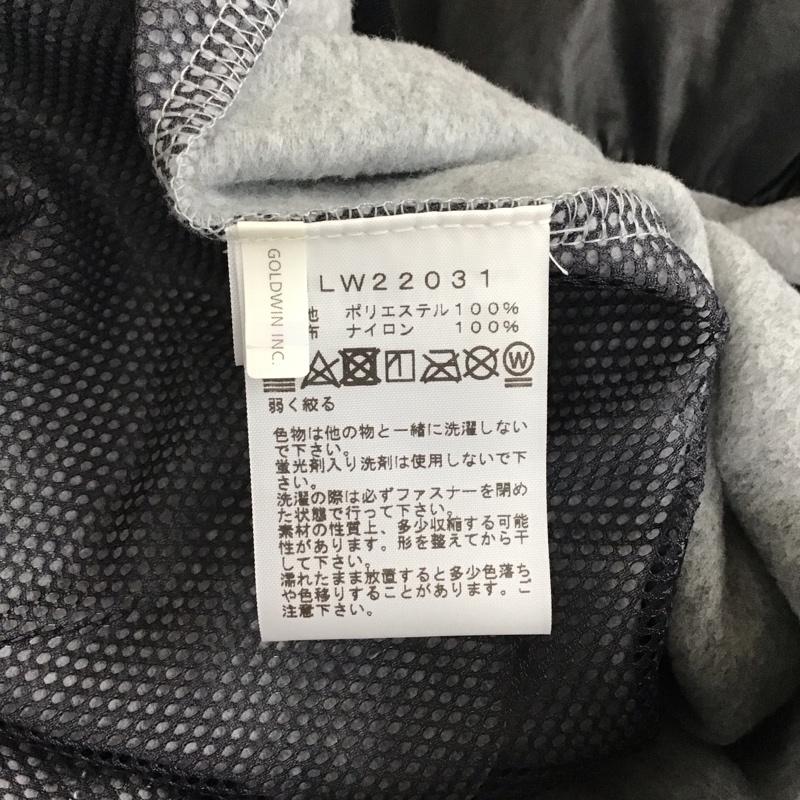 GOLDWIN INC.
LW22031
地 ポリエステル100%
布 ナイロン 100%
W
弱く絞る
色物は他の物と一緒に洗濯しない
で下さい。
蛍光剤入り洗剤は使用しないで下
さい。
洗濯の際は必ずファスナーを閉め
た状態で行って下さい。
素材の性質上、多少収縮する可能
性があります。形を整えてから干
して下さい。
濡れたまま放置すると多少色落ち
や色移りすることがあります。ご
注意下さい。